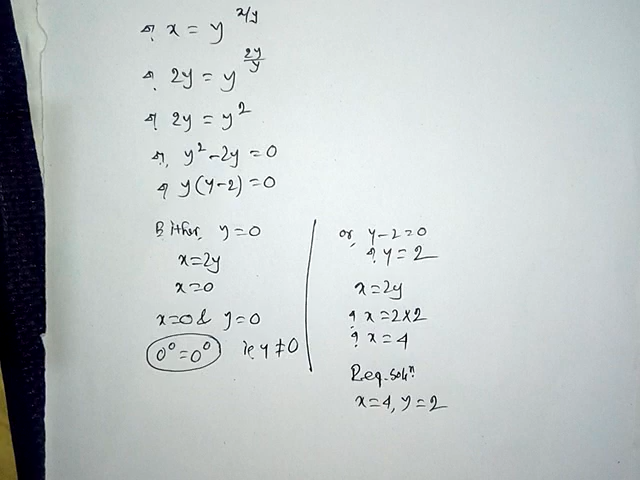 বা, x = y^{x/y}
বা, 2y = y^{2y/y}
বা, 2y = y^2
বা, y^2 - 2y = 0
বা y(y-2) = 0
Either, y = 0
x = 2y
x = 0
x = 0 & y = 0
0^0 = 0^0 ie y ≠ 0
or, y - 2 = 0
বা, y = 2
x = 2y
বা, x = 2×2
বা, x = 4
Req. soln
x = 4, y = 2